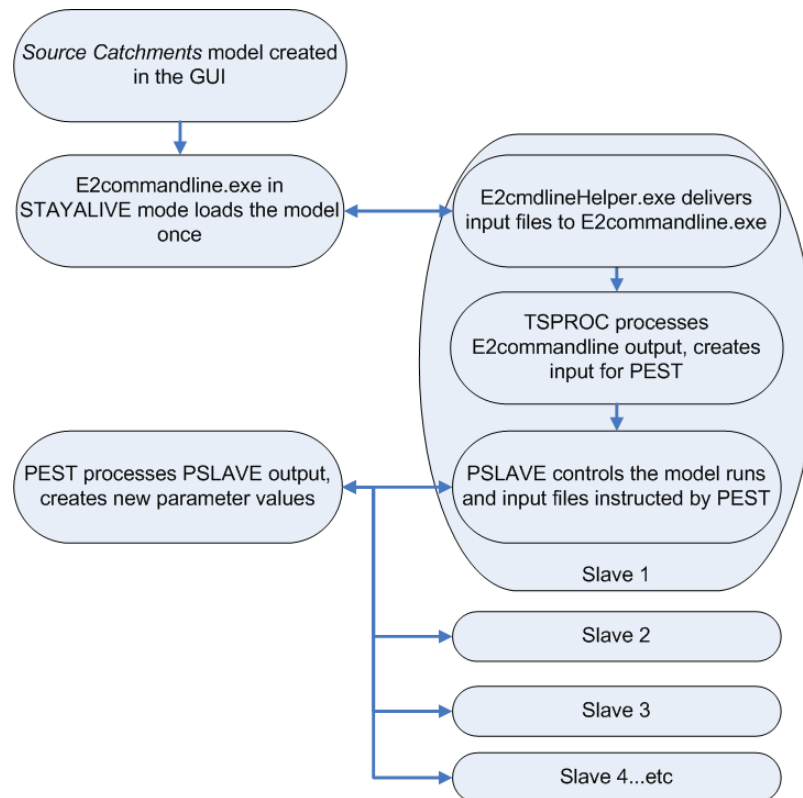 Source Catchments model created
in the GUI
E2commandline.exe in
STAYALIVE mode loads the model
once
E2cmdlineHelper.exe delivers
input files to E2commandline.exe
TSPROC processes
E2commandline output, creates
input for PEST
PEST processes PSLAVE output,
creates new parameter values
PSLAVE controls the model runs
and input files instructed by PEST
Slave 1
Slave 2
Slave 3
Slave 4...etc